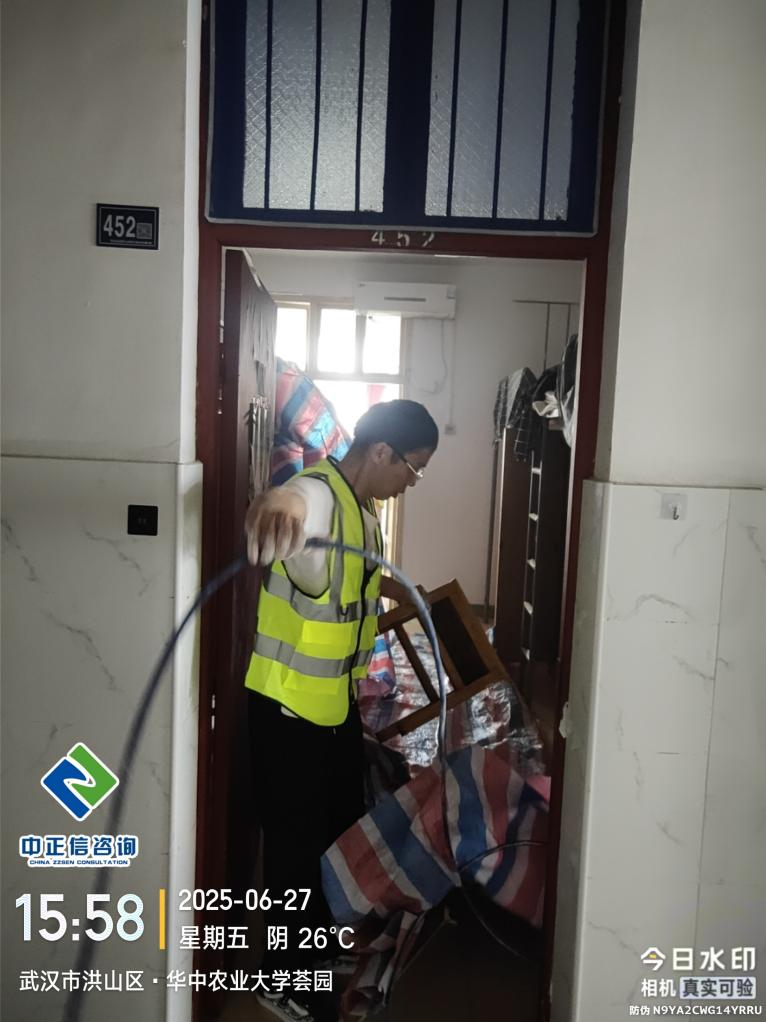 452
452
中正信咨询
CHINA ZZSEN CONSULTATION
15:58
2025-06-27
星期五 阴 26℃
武汉市洪山区·华中农业大学荟园
今日水印
相机 真实可验
防伪 N9YA2CWG14YRRU